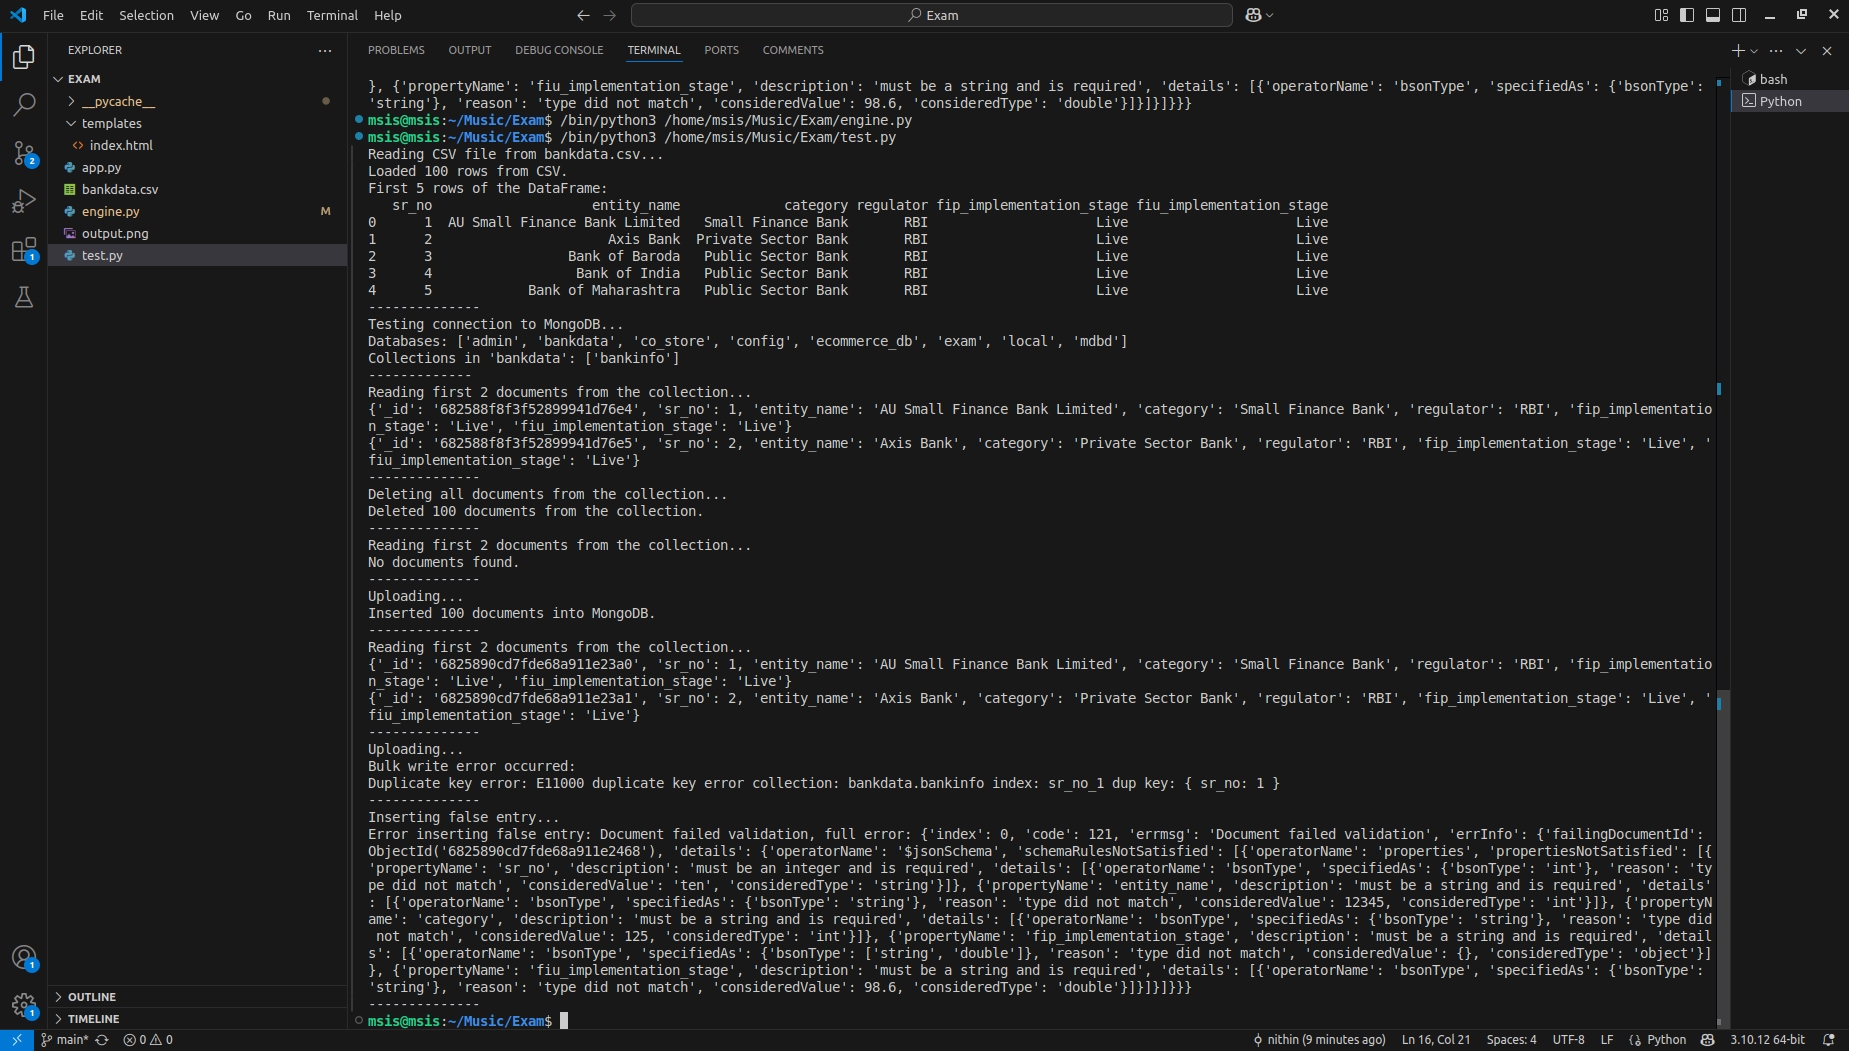 File Edit Selection View Go Run Terminal Help
Exam
EXPLORER
EXAM
__pycache__
templates
index.html
app.py
bankdata.csv
engine.py M
output.png
test.py
2
1
1
1
OUTLINE
TIMELINE
PROBLEMS OUTPUT DEBUG CONSOLE TERMINAL PORTS COMMENTS
}, {'propertyName': 'fiu_implementation_stage', 'description': 'must be a string and is required', 'details': [{'operatorName': 'bsonType', 'specifiedAs': {'bsonType':
'string'}, 'reason': 'type did not match', 'consideredValue': 98.6, 'consideredType': 'double'}]}]}]}}}
msis@msis:~/Music/Exam$ /bin/python3 /home/msis/Music/Exam/engine.py
msis@msis:~/Music/Exam$ /bin/python3 /home/msis/Music/Exam/test.py
Reading CSV file from bankdata.csv...
Loaded 100 rows from CSV.
First 5 rows of the DataFrame:
sr_no entity_name category regulator fip_implementation_stage fiu_implementation_stage
0 1 AU Small Finance Bank Limited Small Finance Bank RBI Live Live
1 2 Axis Bank Private Sector Bank RBI Live Live
2 3 Bank of Baroda Public Sector Bank RBI Live Live
3 4 Bank of India Public Sector Bank RBI Live Live
4 5 Bank of Maharashtra Public Sector Bank RBI Live Live
--------------
Testing connection to MongoDB...
Databases: ['admin', 'bankdata', 'co_store', 'config', 'ecommerce_db', 'exam', 'local', 'mdbd']
Collections in 'bankdata': ['bankinfo']
-------------
Reading first 2 documents from the collection...
{'_id': '682588f8f3f52899941d76e4', 'sr_no': 1, 'entity_name': 'AU Small Finance Bank Limited', 'category': 'Small Finance Bank', 'regulator': 'RBI', 'fip_implementatio
n_stage': 'Live', 'fiu_implementation_stage': 'Live'}
{'_id': '682588f8f3f52899941d76e5', 'sr_no': 2, 'entity_name': 'Axis Bank', 'category': 'Private Sector Bank', 'regulator': 'RBI', 'fip_implementation_stage': 'Live', '
fiu_implementation_stage': 'Live'}
--------------
Deleting all documents from the collection...
Deleted 100 documents from the collection.
--------------
Reading first 2 documents from the collection...
No documents found.
--------------
Uploading...
Inserted 100 documents into MongoDB.
--------------
Reading first 2 documents from the collection...
{'_id': '6825890cd7fde68a911e23a0', 'sr_no': 1, 'entity_name': 'AU Small Finance Bank Limited', 'category': 'Small Finance Bank', 'regulator': 'RBI', 'fip_implementatio
n_stage': 'Live', 'fiu_implementation_stage': 'Live'}
{'_id': '6825890cd7fde68a911e23a1', 'sr_no': 2, 'entity_name': 'Axis Bank', 'category': 'Private Sector Bank', 'regulator': 'RBI', 'fip_implementation_stage': 'Live', '
fiu_implementation_stage': 'Live'}
--------------
Uploading...
Bulk write error occurred:
Duplicate key error: E11000 duplicate key error collection: bankdata.bankinfo index: sr_no_1 dup key: { sr_no: 1 }
--------------
Inserting false entry...
Error inserting false entry: Document failed validation, full error: {'index': 0, 'code': 121, 'errmsg': 'Document failed validation', 'errInfo': {'failingDocumentId':
ObjectId('6825890cd7fde68a911e2468'), 'details': {'operatorName': '$jsonSchema', 'schemaRulesNotSatisfied': [{'operatorName': 'properties', 'propertiesNotSatisfied': [{
'propertyName': 'sr_no', 'description': 'must be an integer and is required', 'details': [{'operatorName': 'bsonType', 'specifiedAs': {'bsonType': 'int'}, 'reason': 'ty
pe did not match', 'consideredValue': 'ten', 'consideredType': 'string'}]}, {'propertyName': 'entity_name', 'description': 'must be a string and is required', 'details'
: [{'operatorName': 'bsonType', 'specifiedAs': {'bsonType': 'string'}, 'reason': 'type did not match', 'consideredValue': 12345, 'consideredType': 'int'}]}, {'propertyN
ame': 'category', 'description': 'must be a string and is required', 'details': [{'operatorName': 'bsonType', 'specifiedAs': {'bsonType': 'string'}, 'reason': 'type did
not match', 'consideredValue': 125, 'consideredType': 'int'}]}, {'propertyName': 'fip_implementation_stage', 'description': 'must be a string and is required', 'detail
s': [{'operatorName': 'bsonType', 'specifiedAs': {'bsonType': ['string', 'double']}, 'reason': 'type did not match', 'consideredValue': {}, 'consideredType': 'object'}]
}, {'propertyName': 'fiu_implementation_stage', 'description': 'must be a string and is required', 'details': [{'operatorName': 'bsonType', 'specifiedAs': {'bsonType':
'string'}, 'reason': 'type did not match', 'consideredValue': 98.6, 'consideredType': 'double'}]}]}]}}}
--------------
msis@msis:~/Music/Exam$
bash
Python
main* 0 0 nithin (9 minutes ago) Ln 16, Col 21 Spaces: 4 UTF-8 LF Python 3.10.12 64-bit